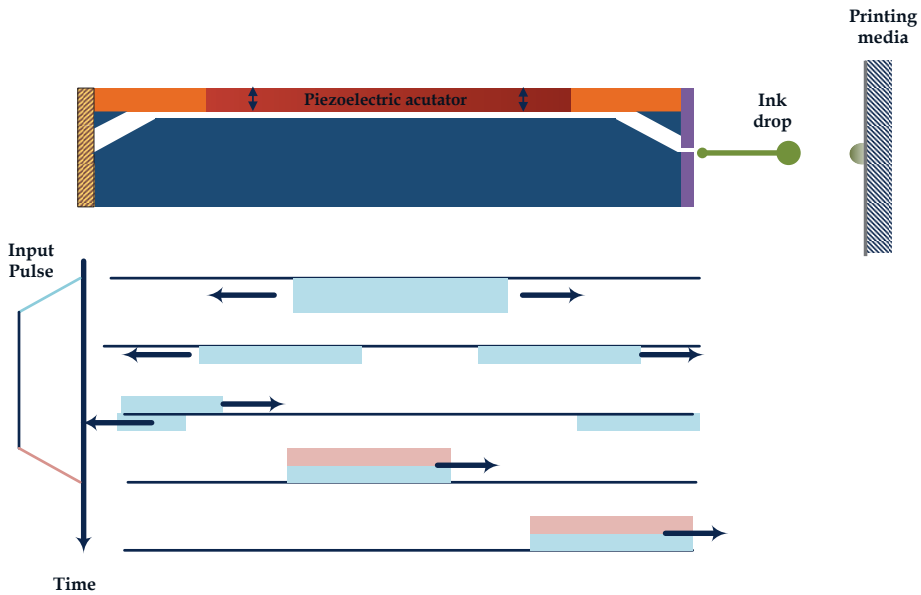 Printing
media
Piezoelectric acutator
Ink
drop
Input
Pulse
Time